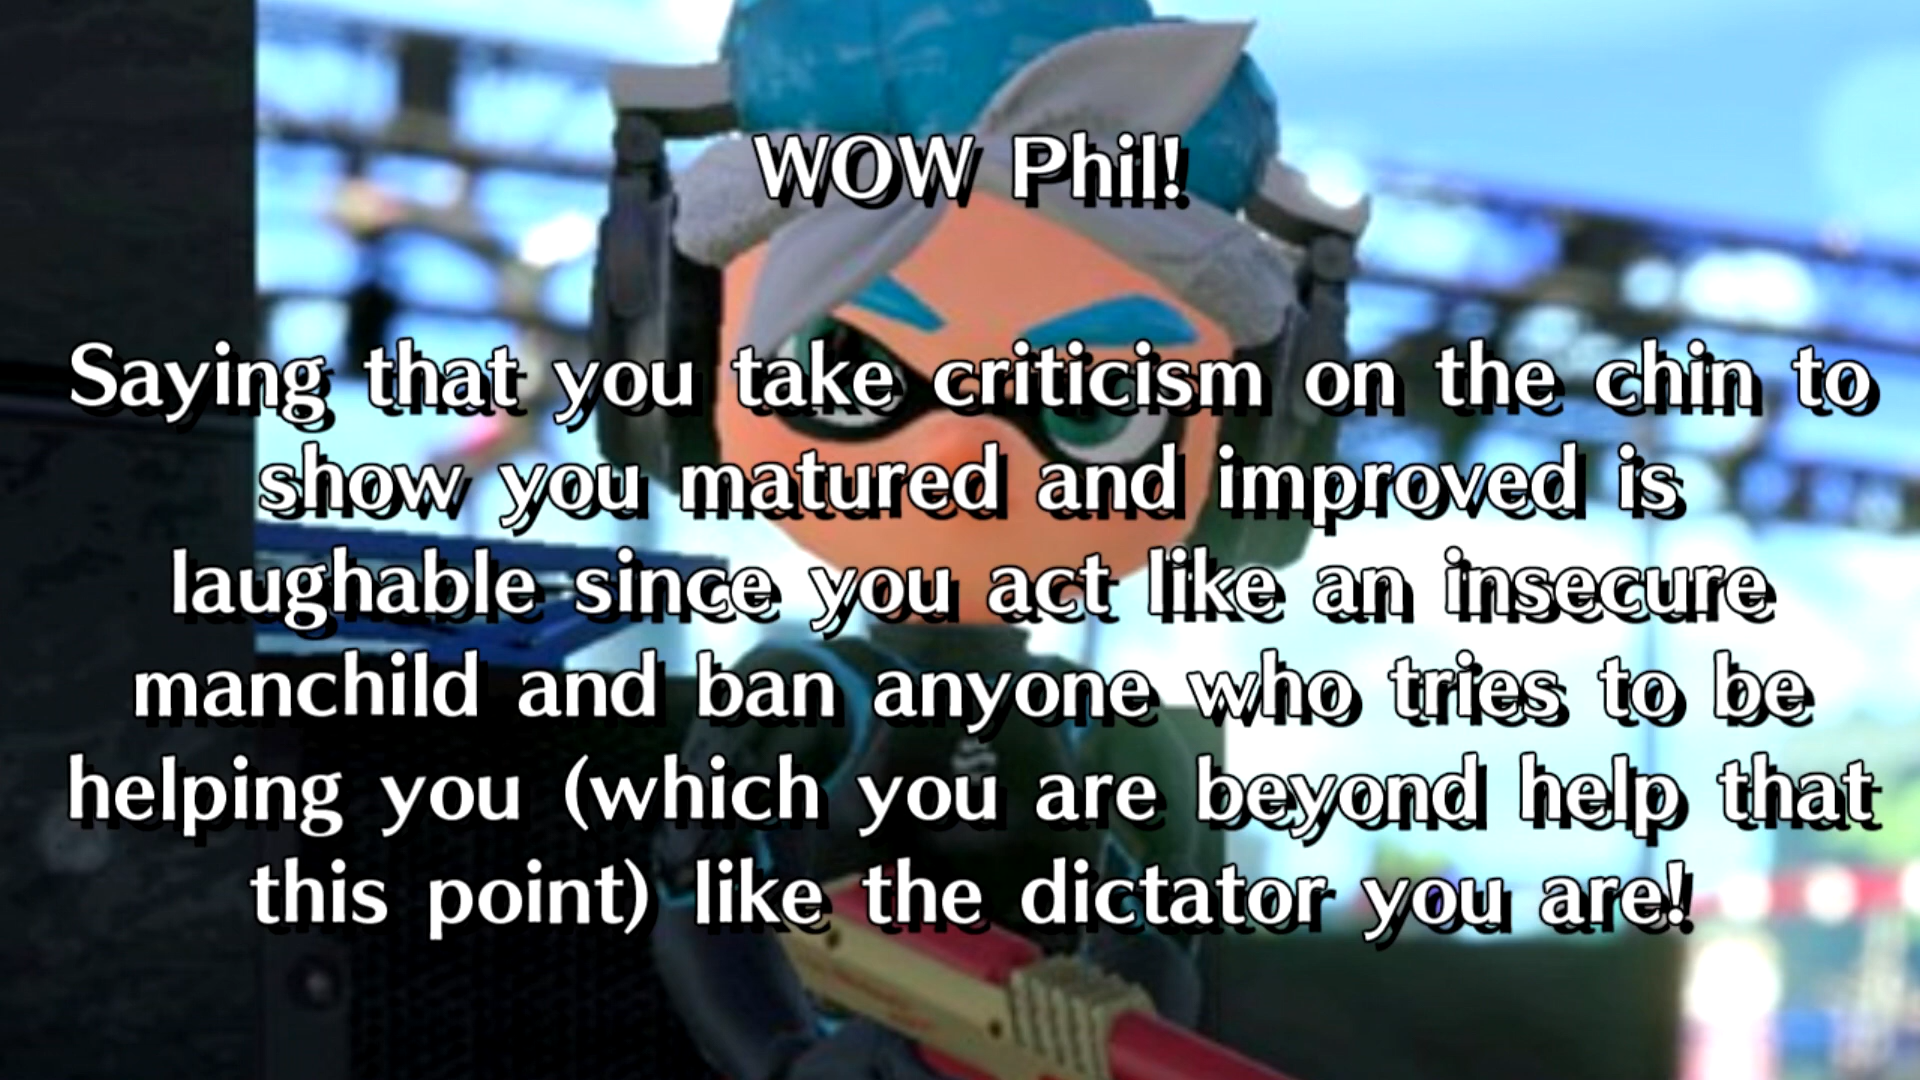 WOW Phil!
Saying that you take criticism on the chin to
show you matured and improved is
laughable since you act like an insecure
manchild and ban anyone who tries to be
helping you (which you are beyond help that
this point) like the dictator you are!